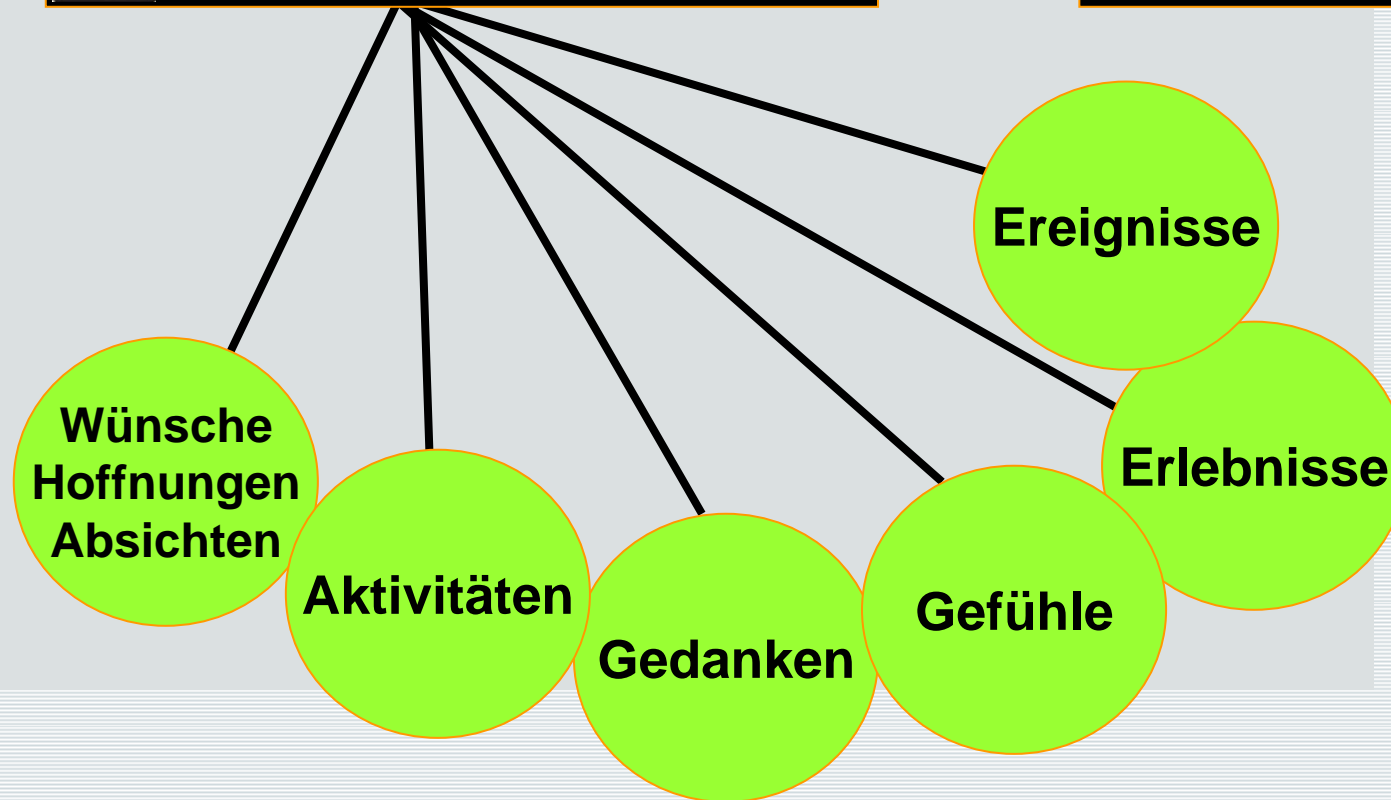 Ereignisse
Wünsche
Hoffnungen
Absichten
Erlebnisse
Aktivitäten
Gefühle
Gedanken